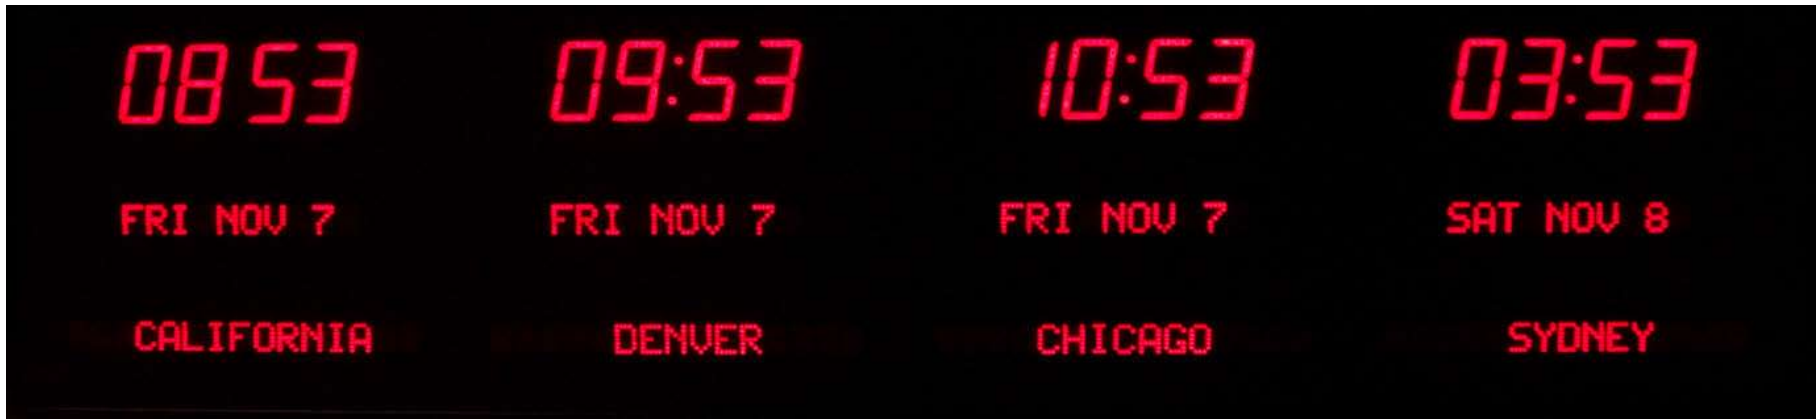 08 53 09:53 10:53 03:53
FRI NOV 7 FRI NOV 7 FRI NOV 7 SAT NOV 8
CALIFORNIA DENVER CHICAGO SYDNEY